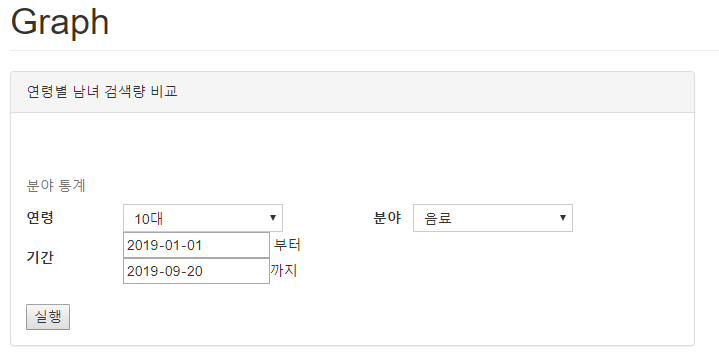 Graph
연령별 남녀 검색량 비교
분야 통계
연령 10대 분야 음료
기간 2019-01-01 부터
2019-09-20 까지
실행